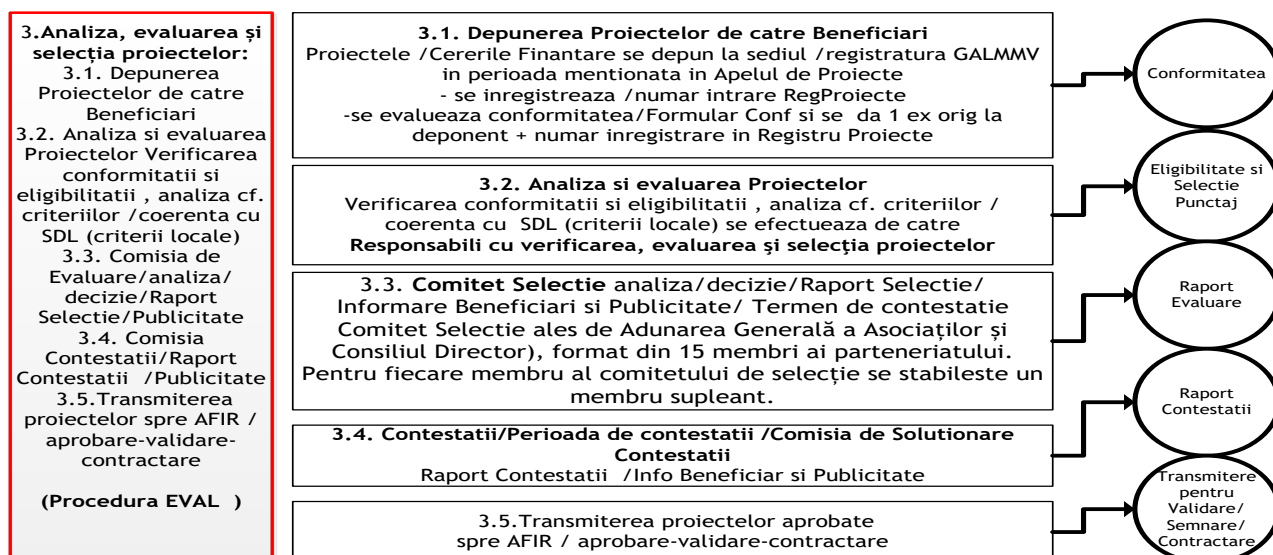 3.Analiza, evaluarea și
selecția proiectelor:
3.1. Depunerea
Proiectelor de catre
Beneficiari
3.2. Analiza si evaluarea
Proiectelor Verificarea
conformitatii si
eligibilitatii , analiza cf.
criteriilor /coerenta cu
SDL (criterii locale)
3.3. Comisia de
Evaluare/analiza/
decizie/Raport
Selectie/Publicitate
3.4. Comisia
Contestatii/Raport
Contestatii /Publicitate
3.5.Transmiterea
proiectelor spre AFIR /
aprobare-validare-
contractare
(Procedura EVAL )
3.1. Depunerea Proiectelor de catre Beneficiari
Proiectele /Cererile Finantare se depun la sediul /registratura GALMMV
in perioada mentionata in Apelul de Proiecte
- se inregistreaza /numar intrare RegProiecte
-se evalueaza conformitatea/Formular Conf si se da 1 ex orig la
deponent + numar inregistrare in Registru Proiecte
Conformitatea
3.2. Analiza si evaluarea Proiectelor
Verificarea conformitatii si eligibilitatii , analiza cf. criteriilor /
coerenta cu SDL (criterii locale) se efectueaza de catre
Responsabili cu verificarea, evaluarea şi selecţia proiectelor
Eligibilitate si
Selectie
Punctaj
3.3. Comitet Selectie analiza/decizie/Raport Selectie/
Informare Beneficiari si Publicitate/ Termen de contestatie
Comitet Selectie ales de Adunarea Generală a Asociaților și
Consiliul Director), format din 15 membri ai parteneriatului.
Pentru fiecare membru al comitetului de selecție se stabileste un
membru supleant.
Raport
Evaluare
3.4. Contestatii/Perioada de contestatii /Comisia de Solutionare
Contestatii
Raport Contestatii /Info Beneficiar si Publicitate
Raport
Contestatii
3.5.Transmiterea proiectelor aprobate
spre AFIR / aprobare-validare-contractare
Transmitere
pentru
Validare/
Semnare/
Contractare